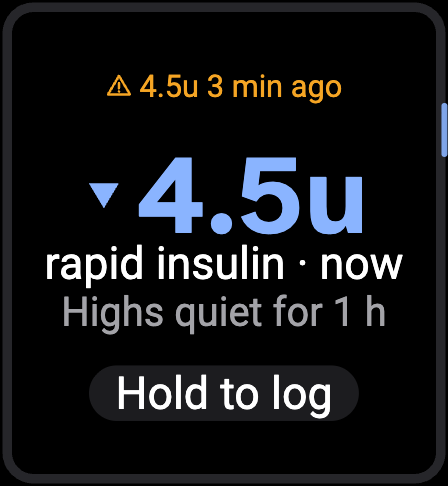 4.5u 3 min ago
4.5u
rapid insulin · now
Highs quiet for 1 h
Hold to log